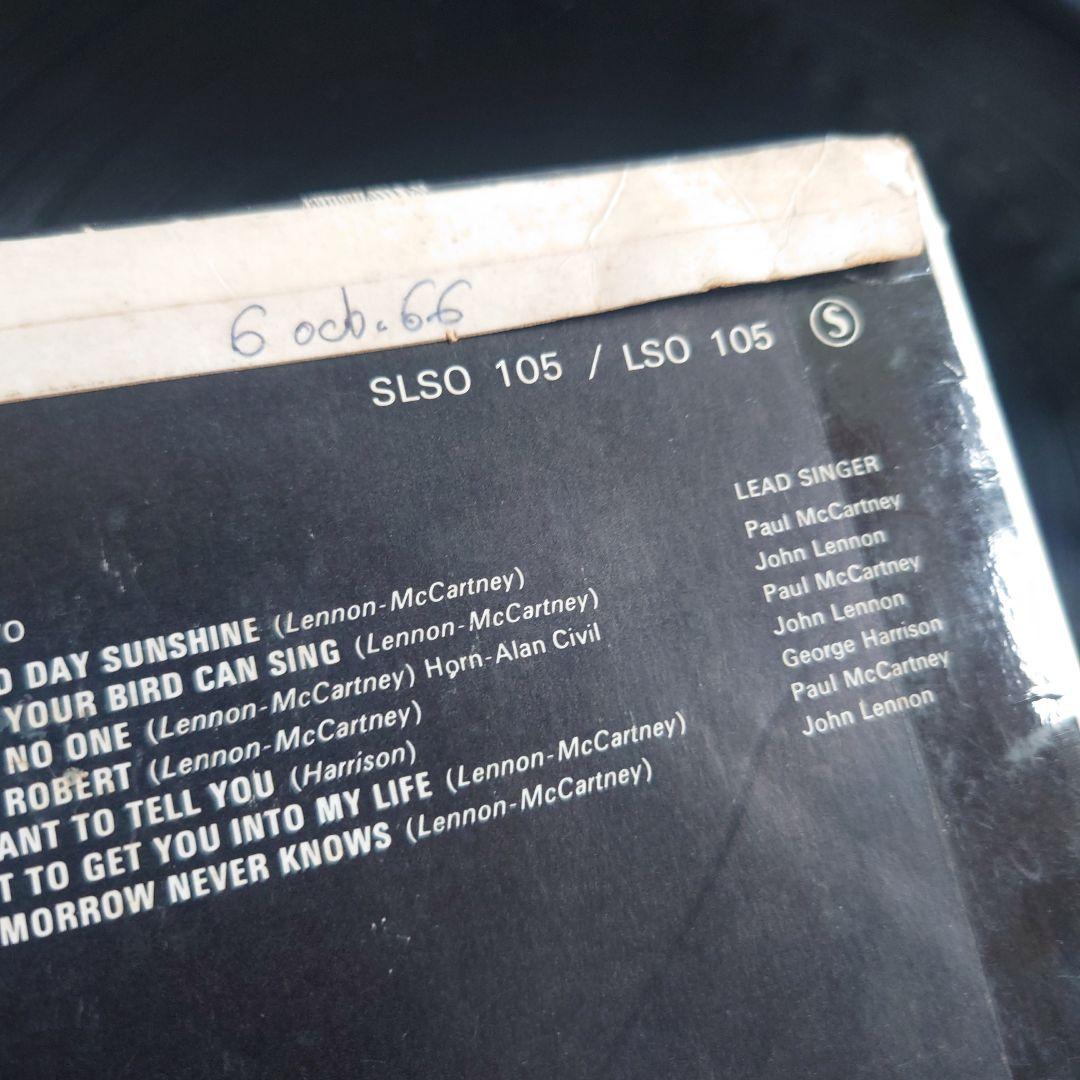 6 oct. 66
SLSO 105 / LSO 105 S
LEAD SINGER
Paul McCartney
John Lennon
Paul McCartney
John Lennon
George Harrison
Paul McCartney
John Lennon
WO
D DAY SUNSHINE (Lennon-McCartney)
YOUR BIRD CAN SING (Lennon-McCartney)
NO ONE (Lennon-McCartney) Horn-Alan Civil
ROBERT (Lennon-McCartney)
ANT TO TELL YOU (Harrison)
T TO GET YOU INTO MY LIFE (Lennon-McCartney)
MORROW NEVER KNOWS (Lennon-McCartney)